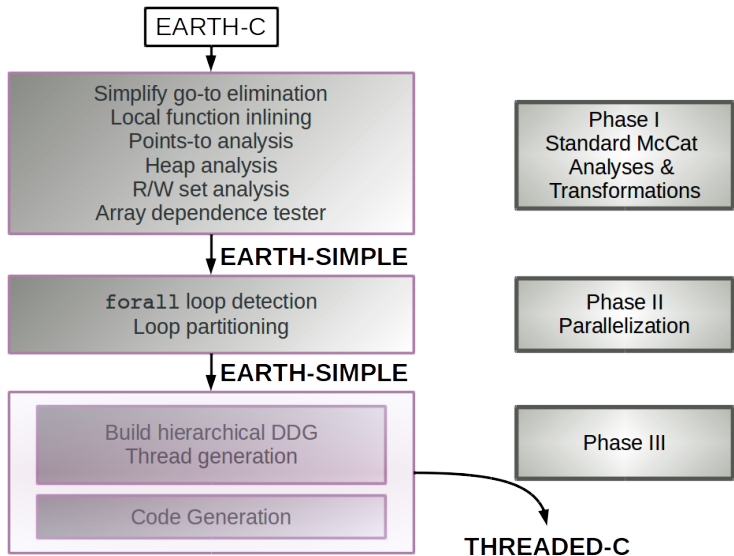 EARTH-C
Simplify go-to elimination
Local function inlining
Points-to analysis
Heap analysis
R/W set analysis
Array dependence tester
Phase I
Standard McCat
Analyses &
Transformations
EARTH-SIMPLE
forall loop detection
Loop partitioning
Phase II
Parallelization
EARTH-SIMPLE
Build hierarchical DDG
Thread generation
Phase III
Code Generation
THREADED-C